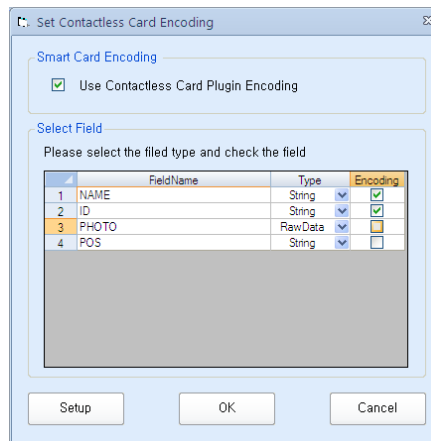 Set Contactless Card Encoding
Smart Card Encoding
Use Contactless Card Plugin Encoding
Select Field
Please select the filed type and check the field
FieldName Type Encoding
1 NAME String
2 ID String
3 PHOTO RawData
4 POS String
Setup OK Cancel